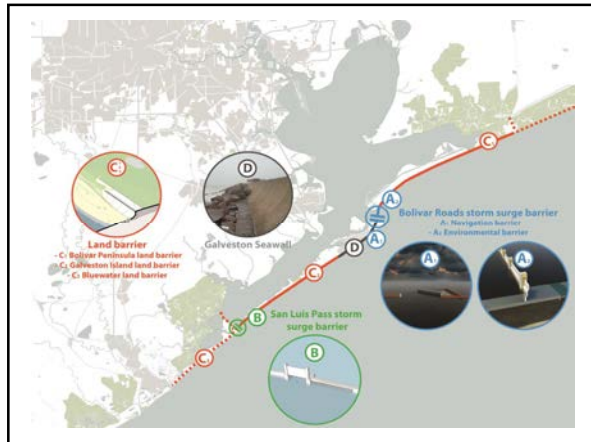 C₁
C
D
A₂
Bolivar Roads storm surge barrier
- A₁ Navigation barrier
- A₂ Environmental barrier
Land barrier
- C₁ Bolivar Peninsula land barrier
- C₂ Galveston Island land barrier
- C₃ Bluewater land barrier
Galveston Seawall
D
A₁
C₂
A₁
A₂
San Luis Pass storm
surge barrier
B
C₃
B